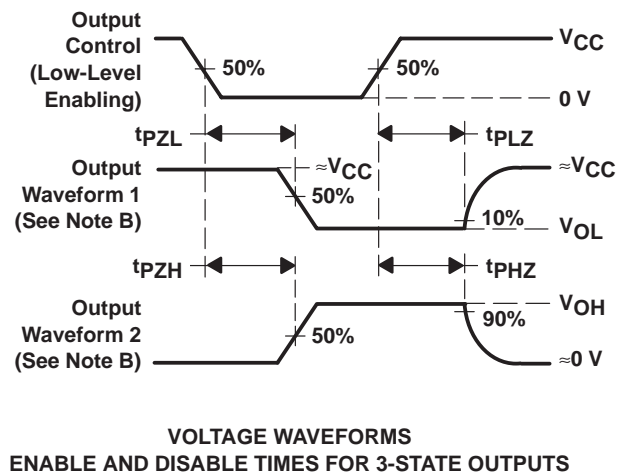 Output
Control
(Low-Level
Enabling)
50%
50%
VCC
0 V
tPZL
tPLZ
Output
Waveform 1
(See Note B)
≈VCC
50%
≈VCC
10%
VOL
tPZH
tPHZ
Output
Waveform 2
(See Note B)
50%
VOH
90%
≈0 V
VOLTAGE WAVEFORMS
ENABLE AND DISABLE TIMES FOR 3-STATE OUTPUTS